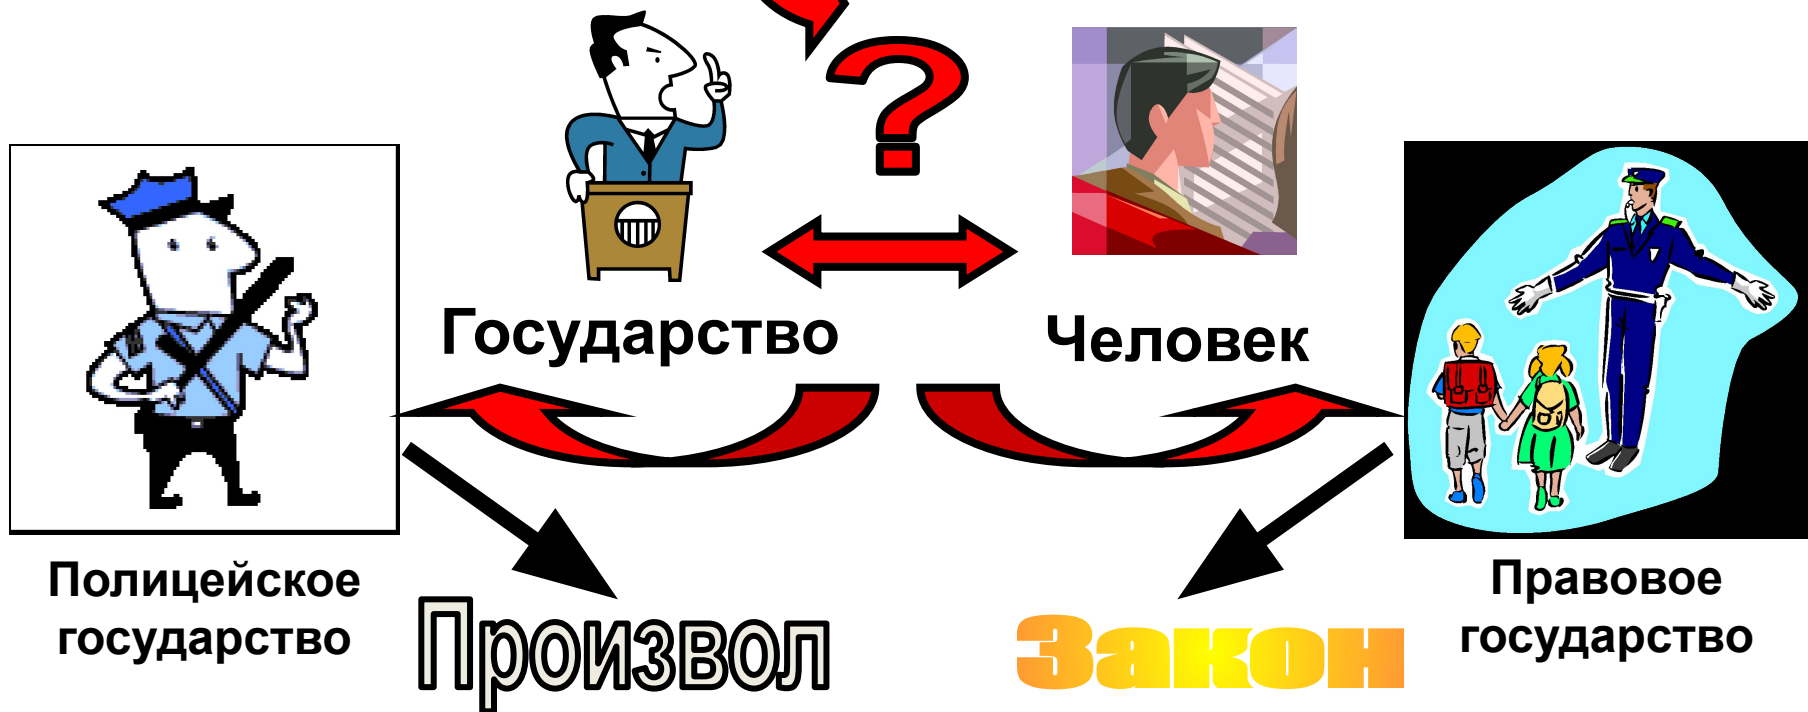 ?
Государство
Человек
Полицейское
государство
Произвол
Закон
Правовое
государство